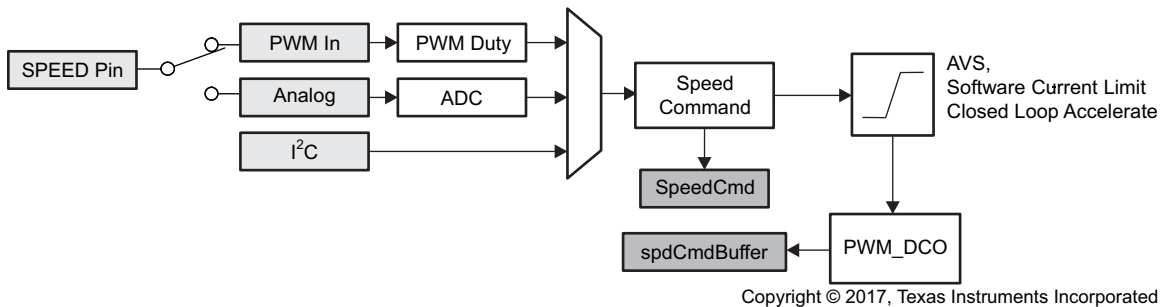 SPEED Pin
PWM In
PWM Duty
Analog
ADC
I²C
Speed
Command
SpeedCmd
AVS,
Software Current Limit
Closed Loop Accelerate
spdCmdBuffer
PWM_DCO
Copyright © 2017, Texas Instruments Incorporated